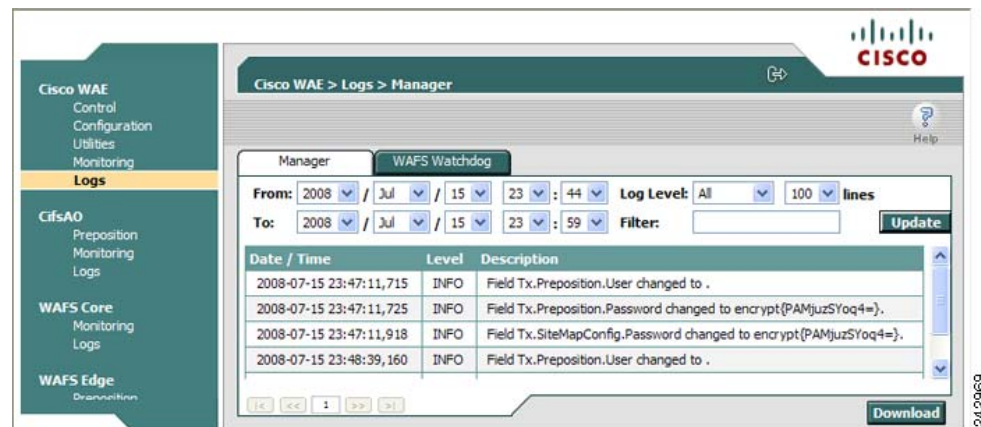 CISCO
Cisco WAE
Control
Configuration
Utilities
Monitoring
Logs
CifsAO
Preposition
Monitoring
Logs
WAFS Core
Monitoring
Logs
WAFS Edge
Preposition
Cisco WAE > Logs > Manager
Help
Manager WAFS Watchdog
From: 2008 / Jul / 15 23 : 44 Log Level: All 100 lines
To: 2008 / Jul / 15 23 : 59 Filter: Update
Date / Time Level Description
2008-07-15 23:47:11,715 INFO Field Tx.Preposition.User changed to .
2008-07-15 23:47:11,725 INFO Field Tx.Preposition.Password changed to encrypt{PAMjuzSYoq4=}.
2008-07-15 23:47:11,918 INFO Field Tx.SiteMapConfig.Password changed to encrypt{PAMjuzSYoq4=}.
2008-07-15 23:48:39,160 INFO Field Tx.Preposition.User changed to .
|< << 1 >> >|
Download
243969